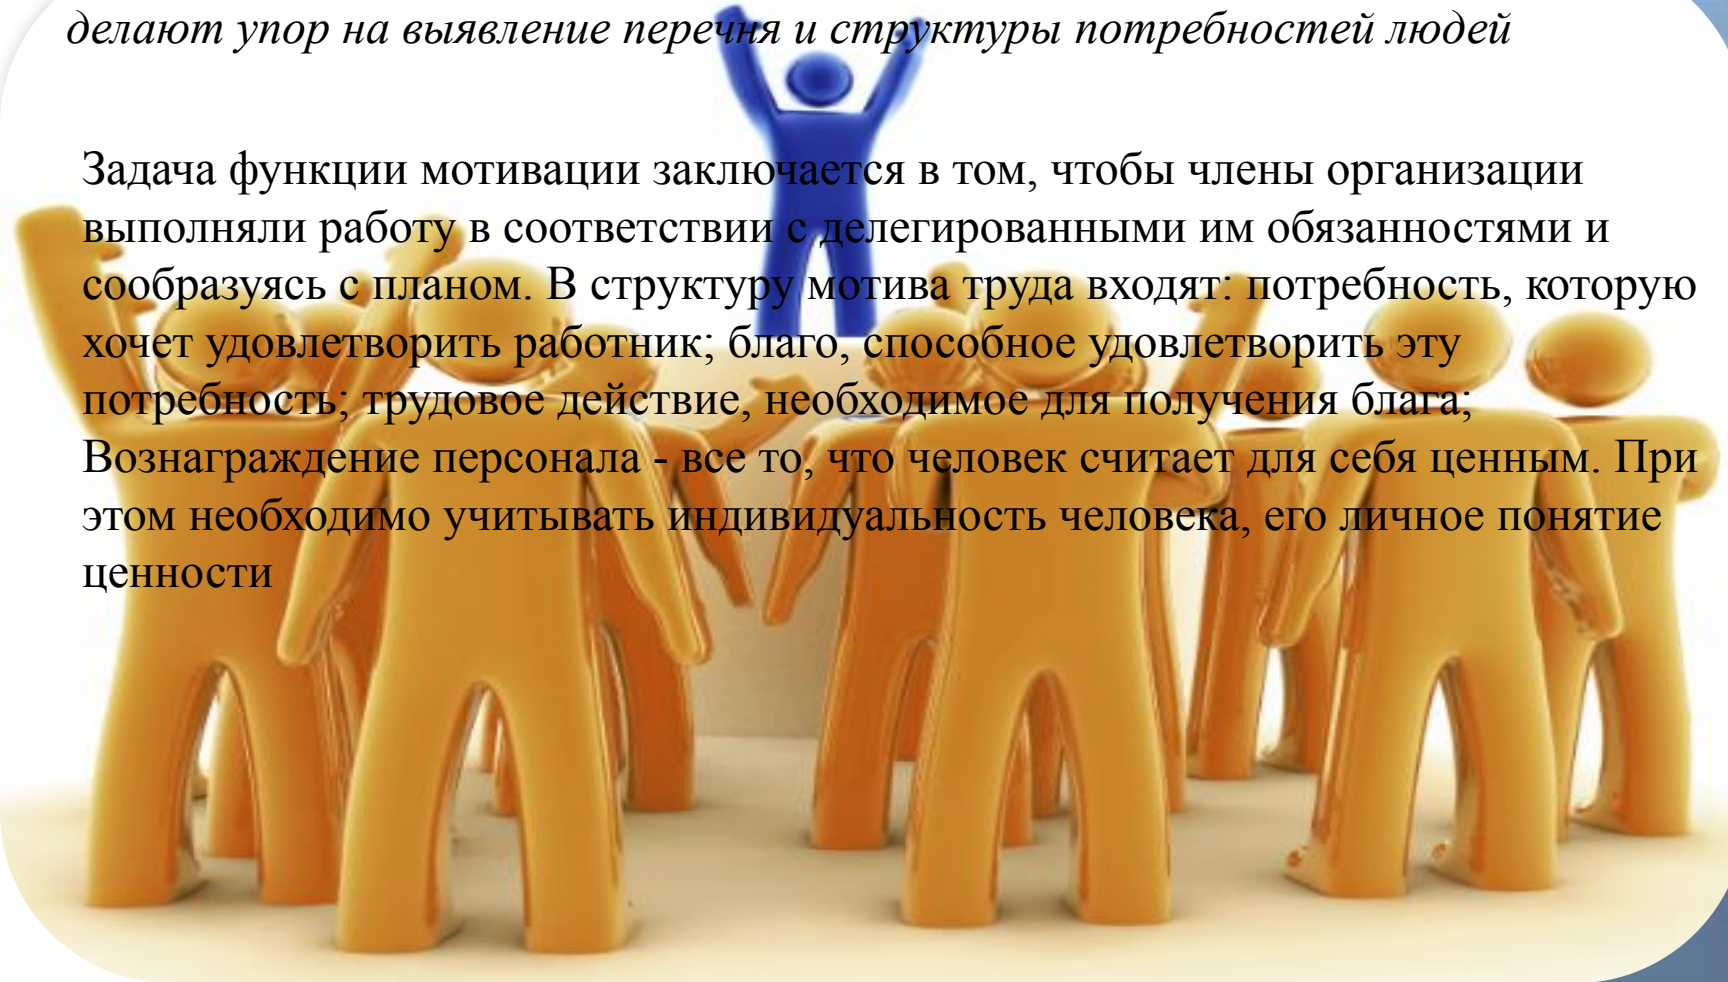 делают упор на выявление перечня и структуры потребностей людей
Задача функции мотивации заключается в том, чтобы члены организации
выполняли работу в соответствии с делегированными им обязанностями и
сообразуясь с планом. В структуру мотива труда входят: потребность, которую
хочет удовлетворить работник; благо, способное удовлетворить эту
потребность; трудовое действие, необходимое для получения блага;
Вознаграждение персонала - все то, что человек считает для себя ценным. При
этом необходимо учитывать индивидуальность человека, его личное понятие
ценности